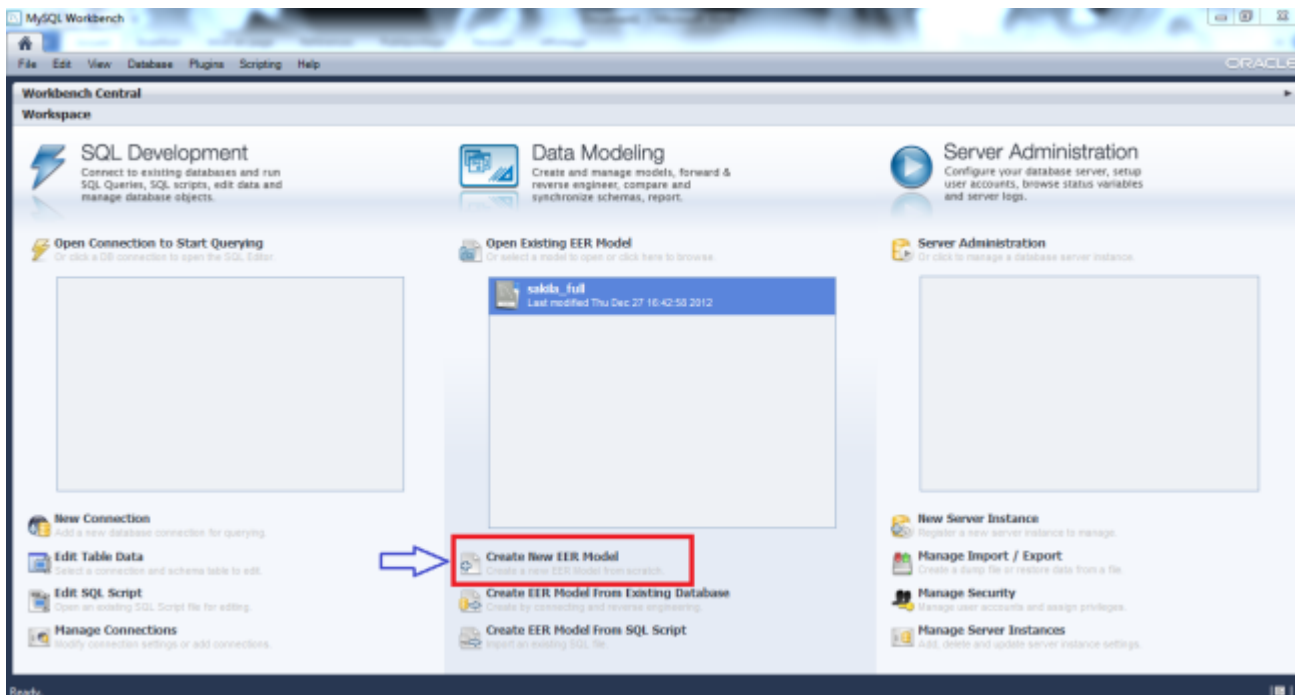 MySQL Workbench
File Edit View Database Plugins Scripting Help
ORACLE
Workbench Central
Workspace
SQL Development
Connect to existing databases and run
SQL Queries, SQL scripts, edit data and
manage database objects.
Open Connection to Start Querying
Or click a DB connection to open the SQL Editor.
New Connection
Add a new database connection for querying.
Edit Table Data
Select a connection and schema table to edit.
Edit SQL Script
Open an existing SQL Script file for editing.
Manage Connections
Modify connection settings or add connections.
Data Modeling
Create and manage models, forward &
reverse engineer, compare and
synchronize schemas, report.
Open Existing EER Model
Or select a model to open or click here to browse.
sakila_full
Last modified Thu Dec 27 16:42:58 2012
Create New EER Model
Create a new EER Model from scratch.
Create EER Model From Existing Database
Create by connecting and reverse engineering.
Create EER Model From SQL Script
Import an existing SQL file.
Server Administration
Configure your database server, setup
user accounts, browse status variables
and server logs.
Server Administration
Or click to manage a database server instance.
New Server Instance
Register a new server instance to manage.
Manage Import / Export
Create a dump file or restore data from a file.
Manage Security
Manage user accounts and assign privileges.
Manage Server Instances
Add, delete and update server instance settings.
Ready.